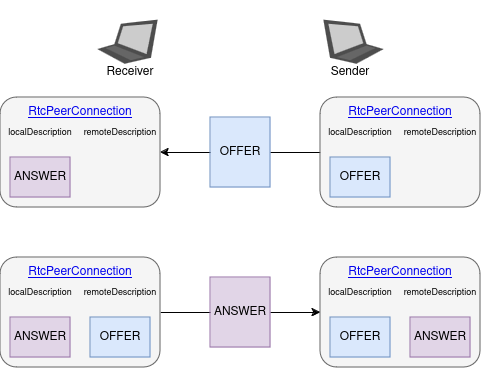 Receiver
Sender
RtcPeerConnection
localDescription remoteDescription
ANSWER
OFFER
RtcPeerConnection
localDescription remoteDescription
OFFER
RtcPeerConnection
localDescription remoteDescription
ANSWER OFFER
ANSWER
RtcPeerConnection
localDescription remoteDescription
OFFER ANSWER